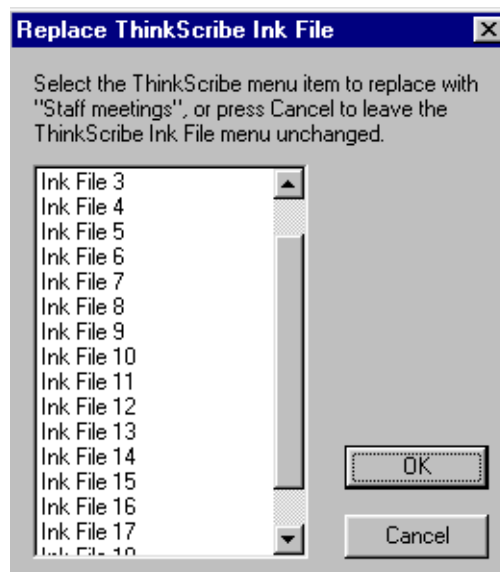 Replace ThinkScribe Ink File
Select the ThinkScribe menu item to replace with
"Staff meetings", or press Cancel to leave the
ThinkScribe Ink File menu unchanged.
Ink File 3
Ink File 4
Ink File 5
Ink File 6
Ink File 7
Ink File 8
Ink File 9
Ink File 10
Ink File 11
Ink File 12
Ink File 13
Ink File 14
Ink File 15
Ink File 16
Ink File 17
Ink File 18
OK
Cancel